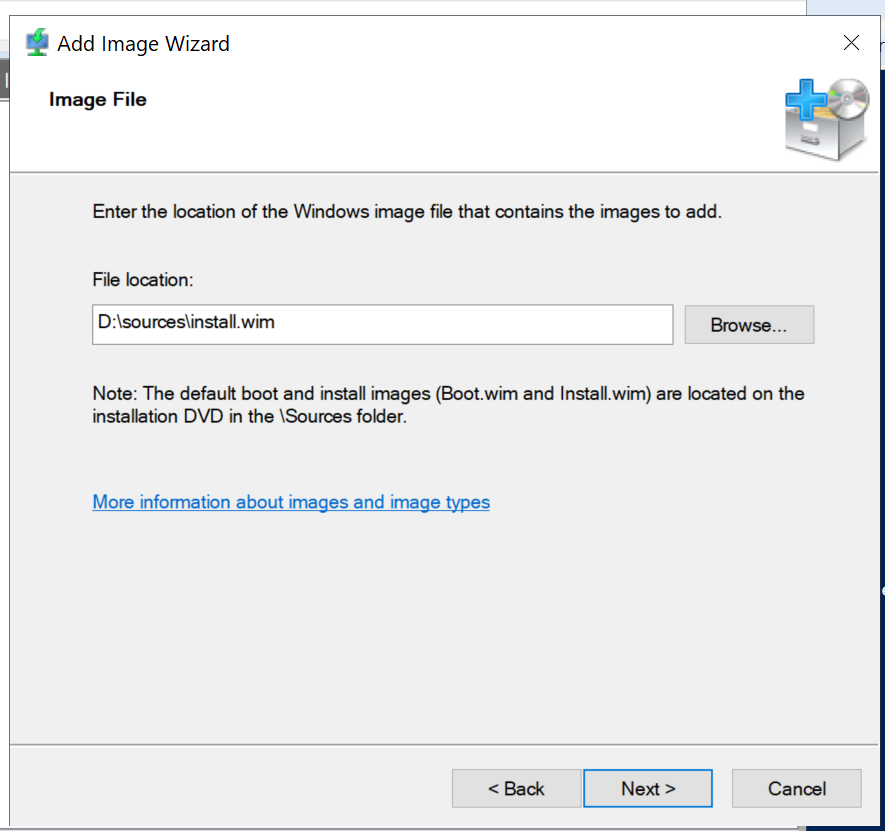 Add Image Wizard
Image File
Enter the location of the Windows image file that contains the images to add.
File location:
D:\sources\install.wim
Browse...
Note: The default boot and install images (Boot.wim and Install.wim) are located on the
installation DVD in the \Sources folder.
More information about images and image types
< Back
Next >
Cancel